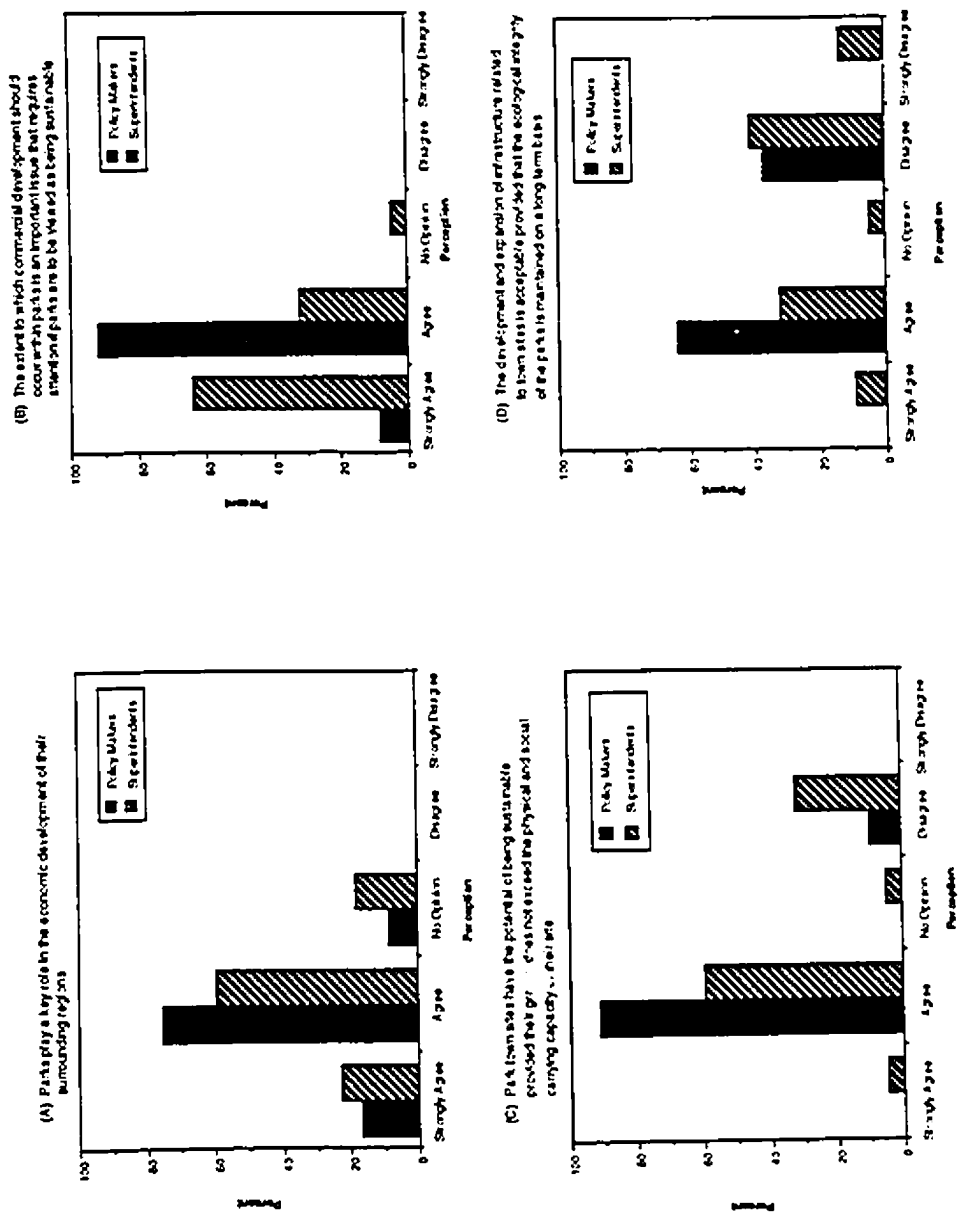 (A) Parks play a key role in the economic development of their
surrounding regions
Policy Makers
Superintendents
Percent
100
80
60
40
20
0
Strongly Agree
Agree
No Opinion
Disagree
Strongly Disagree
Perception
(B) The extent to which commercial development should
occur within parks is an important issue that requires
attention if parks are to be viewed as being sustainable
Policy Makers
Superintendents
Percent
100
80
60
40
20
0
Strongly Agree
Agree
No Opinion
Disagree
Strongly Disagree
Perception
(C) Park town sites have the potential of being sustainable
provided their does not exceed the physical and social
carrying capacity
Policy Makers
Superintendents
Percent
100
80
60
40
20
0
Strongly Agree
Agree
No Opinion
Disagree
Strongly Disagree
Perception
(D) The development and expansion of infrastructure related
to town sites is acceptable provided that the ecological integrity
of the parks is maintained on a long term basis
Policy Makers
Superintendents
Percent
100
80
60
40
20
0
Strongly Agree
Agree
No Opinion
Disagree
Strongly Disagree
Perception